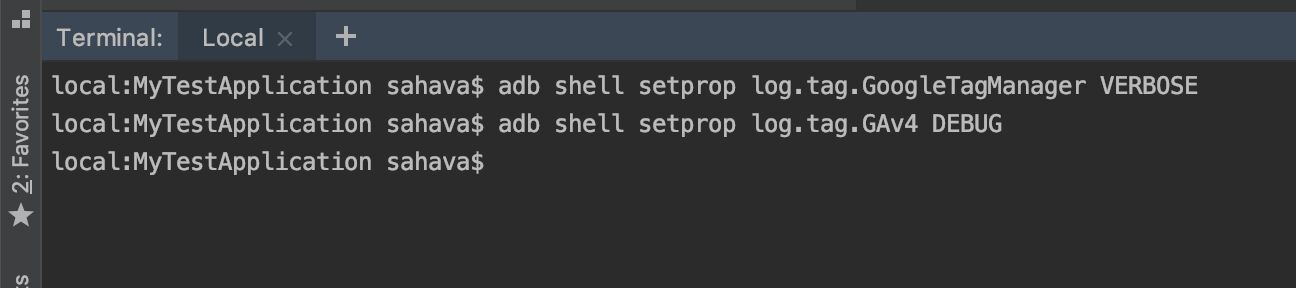 Terminal: Local × +
local:MyTestApplication sahava$ adb shell setprop log.tag.GoogleTagManager VERBOSE
local:MyTestApplication sahava$ adb shell setprop log.tag.GAv4 DEBUG
local:MyTestApplication sahava$
2: Favorites